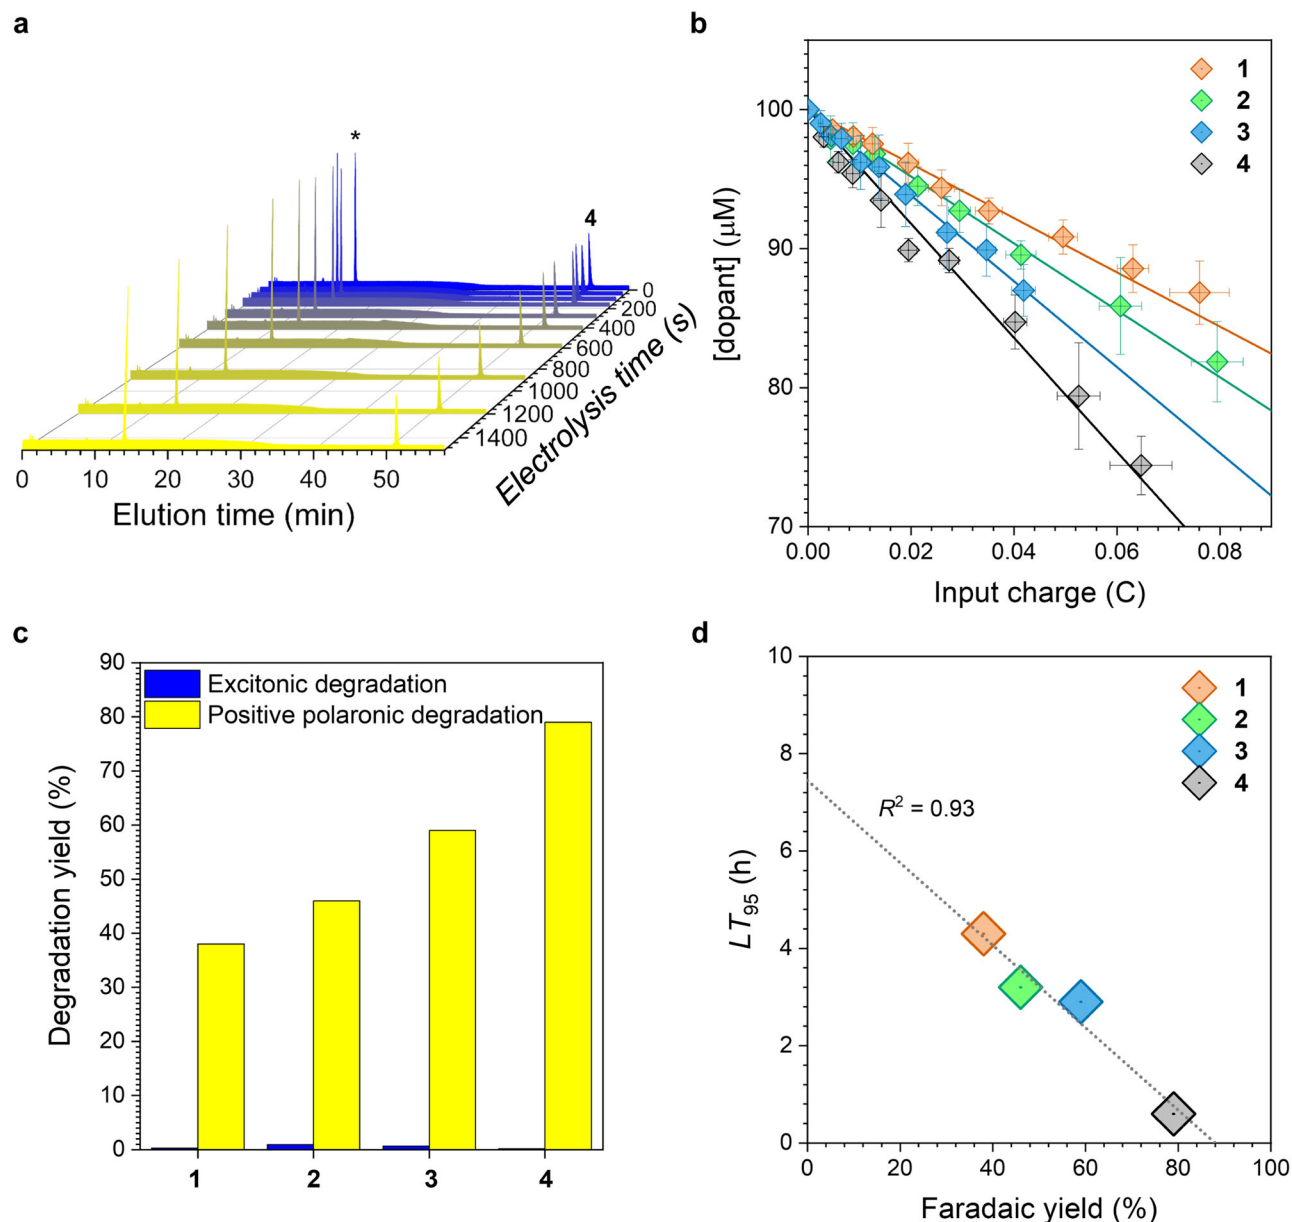 a
*
4
0
200
400
600
800
1000
1200
1400
Electrolysis time (s)
0 10 20 30 40 50
Elution time (min)
b
1
2
3
4
100
90
80
70
[dopant] (μM)
0.00 0.02 0.04 0.06 0.08
Input charge (C)
c
90
80
70
60
50
40
30
20
10
0
Degradation yield (%)
Excitonic degradation
Positive polaronic degradation
1 2 3 4
d
1
2
3
4
10
8
6
4
2
0
LT95 (h)
R2 = 0.93
0 20 40 60 80 100
Faradaic yield (%)